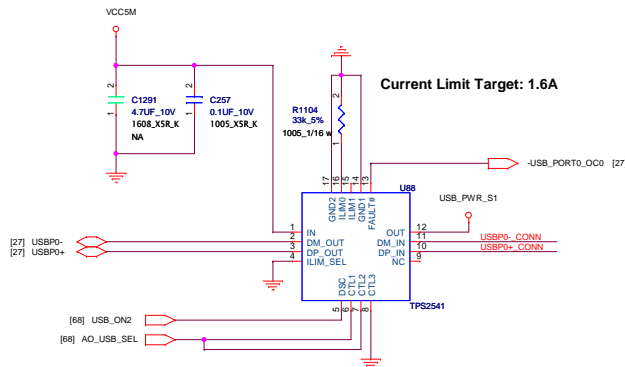 VCC5M
Current Limit Target: 1.6A
2 2 C1291 C257
4.7UF_10V 0.1UF_10V
1 1608_X5R_K 1 1005_X5R_K
NA
R1104
33k_5%
1005_1/16 w
2
1
17 16 15 14 13
GND2 ILIM0 ILIM1 GND1 FAULT#
U88
-USB_PORT0_OC0 [27
USB_PWR_S1
1 IN OUT 12
[27] USBP0- 2 DM_OUT DM_IN 11 USBP0-_CONN
[27] USBP0+ 3 DP_OUT DP_IN 10 USBP0+_CONN
4 ILIM_SEL NC 9
DSC CTL1 CTL2 CTL3
5 6 7 8
TPS2541
[68] USB_ON2
[68] AO_USB_SEL